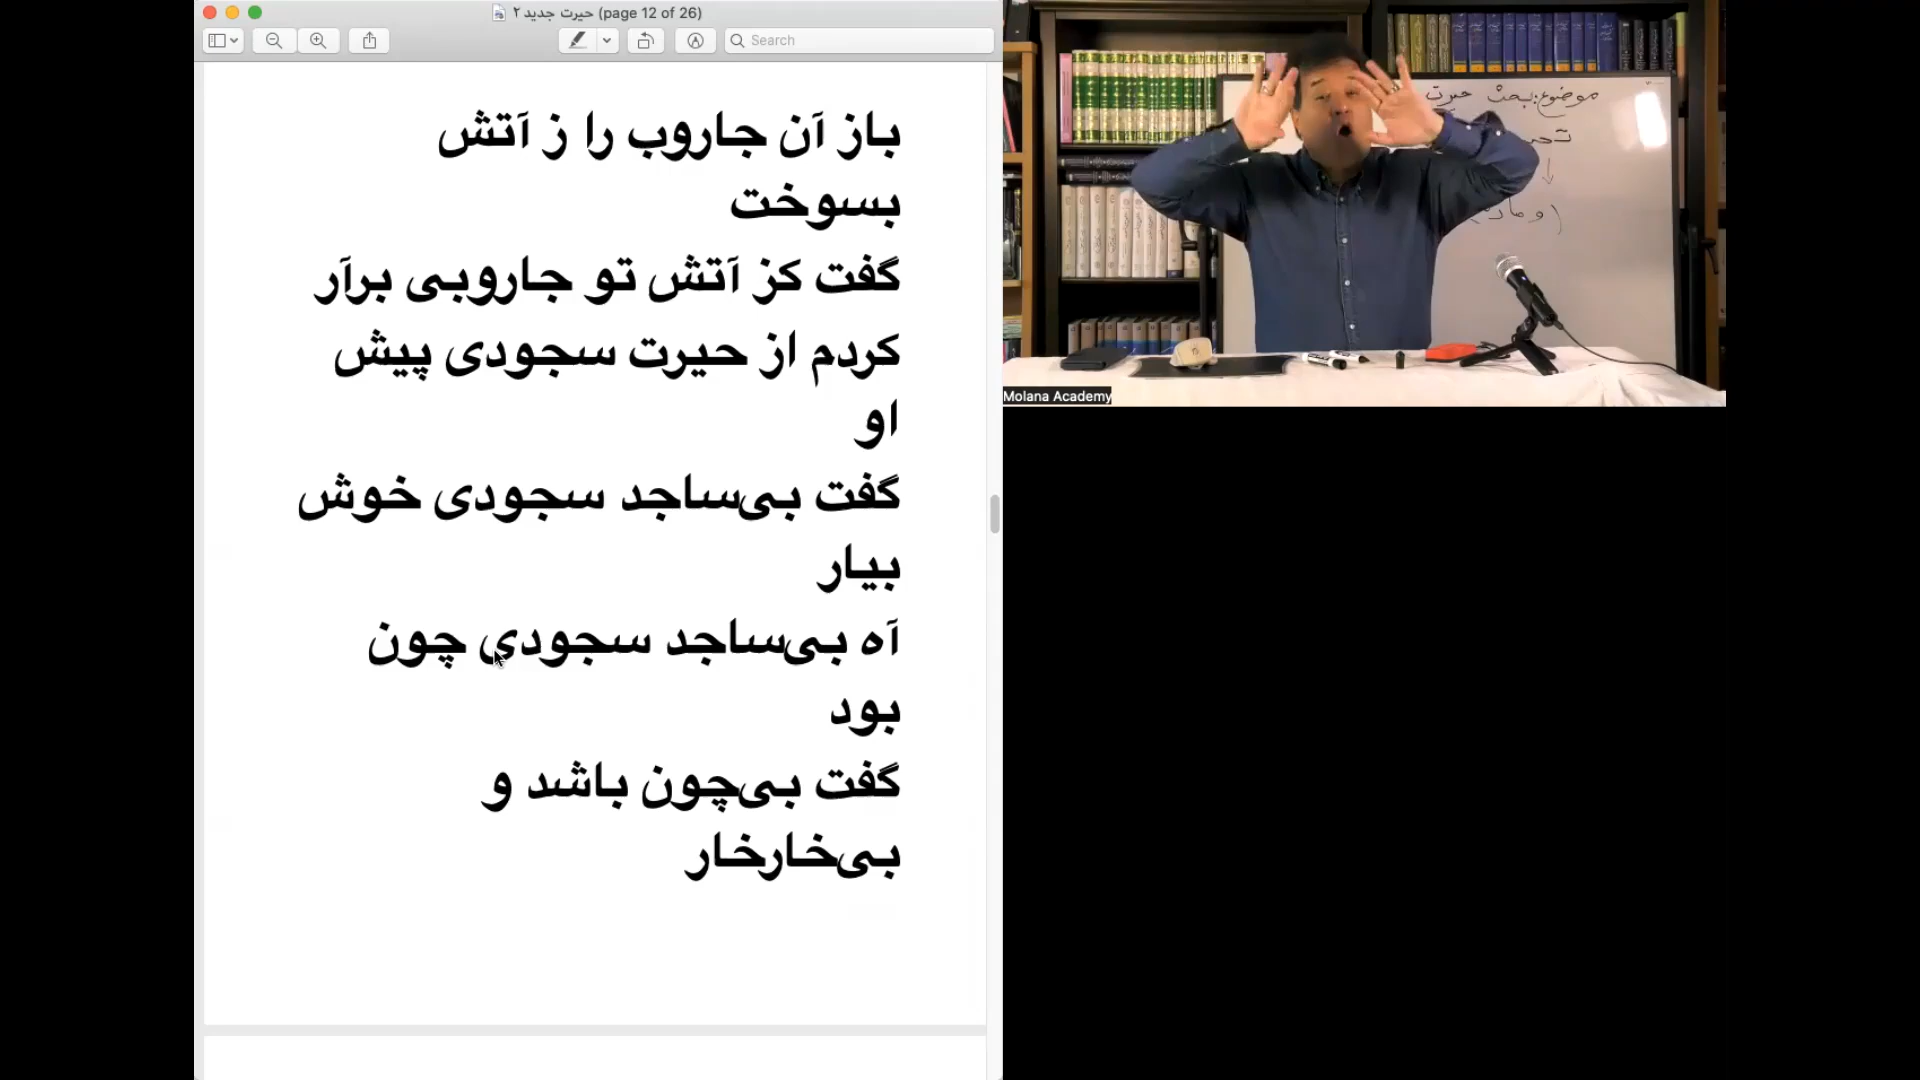 حیرت جدید ۲ (page 12 of 26)
Search
باز آن جاروب را ز آتش
بسوخت
گفت کز آتش تو جاروبی برآر
کردم از حیرت سجودی پیش
او
گفت بی‌ساجد سجودی خوش
بیار
آه بی‌ساجد سجودی چون
بود
گفت بی‌چون باشد و
بی‌خارخار
موضوع: بحث حیرت
Molana Academy